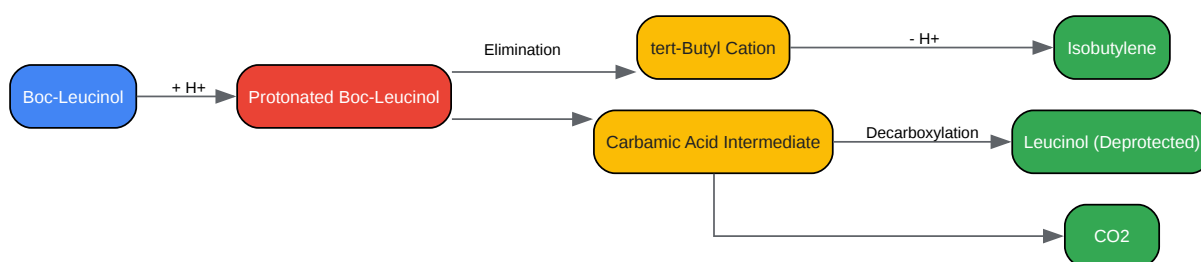 Boc-Leucinol
+ H+
Protonated Boc-Leucinol
Elimination
tert-Butyl Cation
- H+
Isobutylene
Carbamic Acid Intermediate
Decarboxylation
Leucinol (Deprotected)
CO2